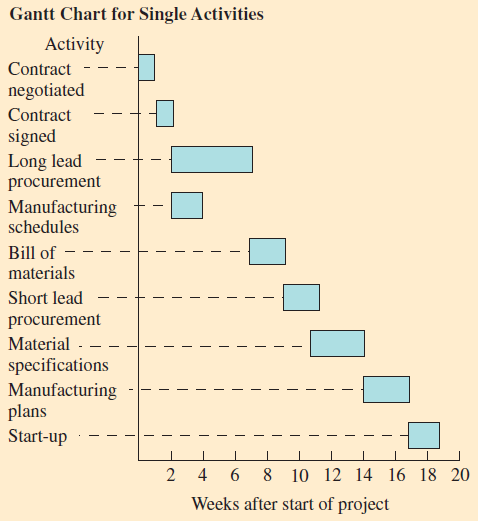 Gantt Chart for Single Activities
Activity
Contract
negotiated
Contract
signed
Long lead
procurement
Manufacturing
schedules
Bill of
materials
Short lead
procurement
Material
specifications
Manufacturing
plans
Start-up
2 4 6 8 10 12 14 16 18 20
Weeks after start of project